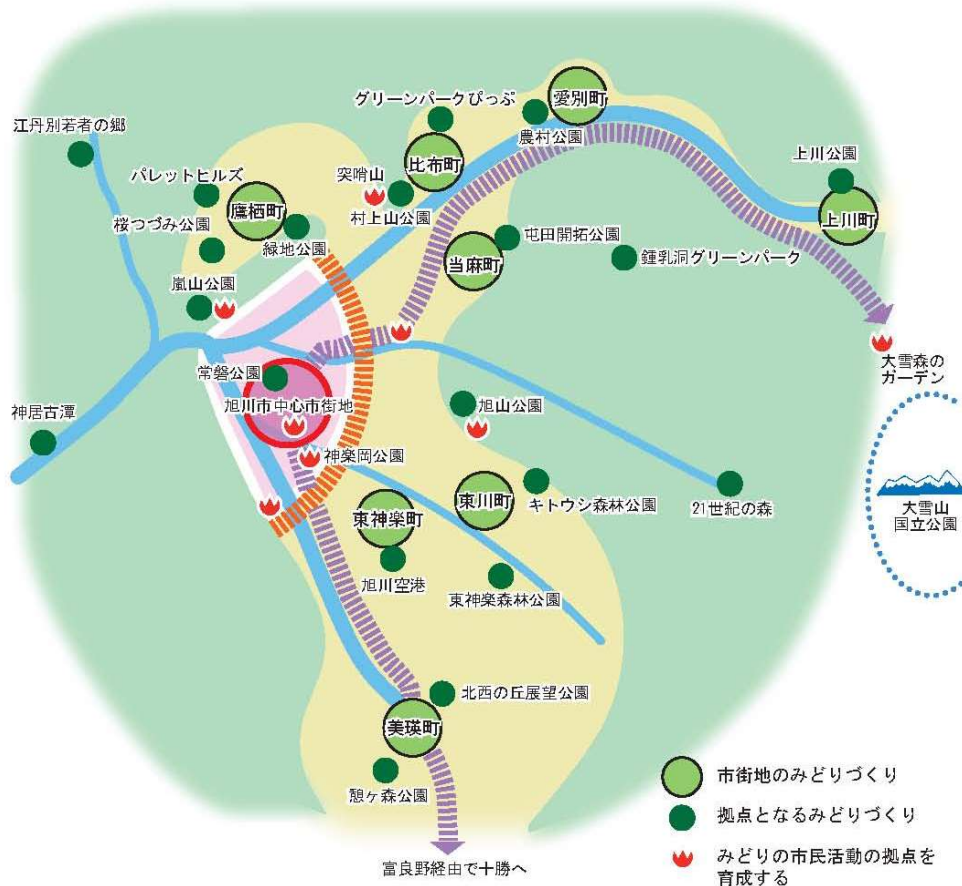 愛別町
グリーンパークぴっぷ
農村公園
江丹別若者の郷
比布町
上川公園
パレットヒルズ
突哨山
鷹栖町
村上山公園
上川町
桜つづみ公園
緑地公園
屯田開拓公園
当麻町
鍾乳洞グリーンパーク
嵐山公園
大雪森の
ガーデン
常磐公園
旭川市中心市街地
旭山公園
神居古潭
神楽岡公園
東川町
キトウシ森林公園
21世紀の森
大雪山
国立公園
東神楽町
旭川空港
東神楽森林公園
北西の丘展望公園
美瑛町
憩ヶ森公園
富良野経由で十勝へ
市街地のみどりづくり
拠点となるみどりづくり
みどりの市民活動の拠点を
育成する